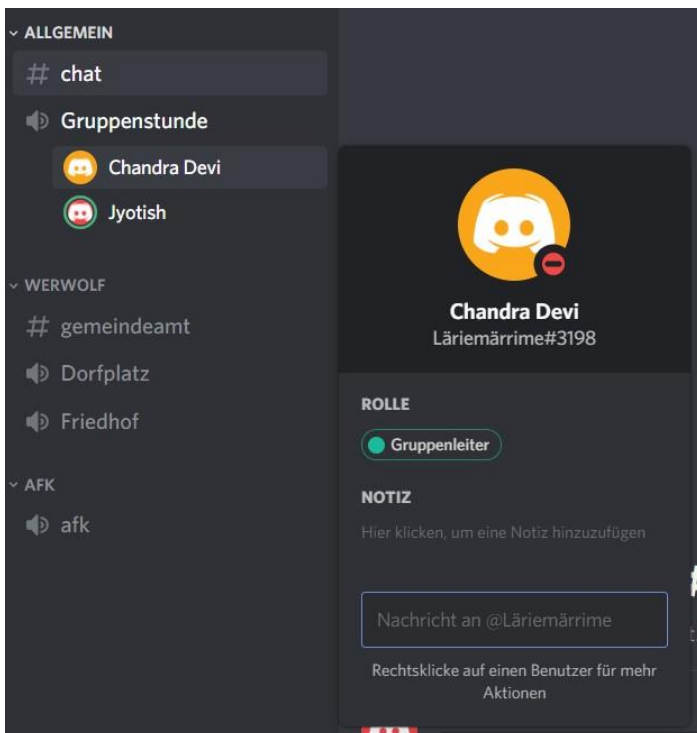 ALLGEMEIN
# chat
Gruppenstunde
Chandra Devi
Jyotish
WERWOLF
# gemeindeamt
Dorfplatz
Friedhof
AFK
afk
Chandra Devi
Läriemärrime#3198
ROLLE
Gruppenleiter
NOTIZ
Hier klicken, um eine Notiz hinzuzufügen
Nachricht an @Läriemärrime
Rechtsklicke auf einen Benutzer für mehr
Aktionen